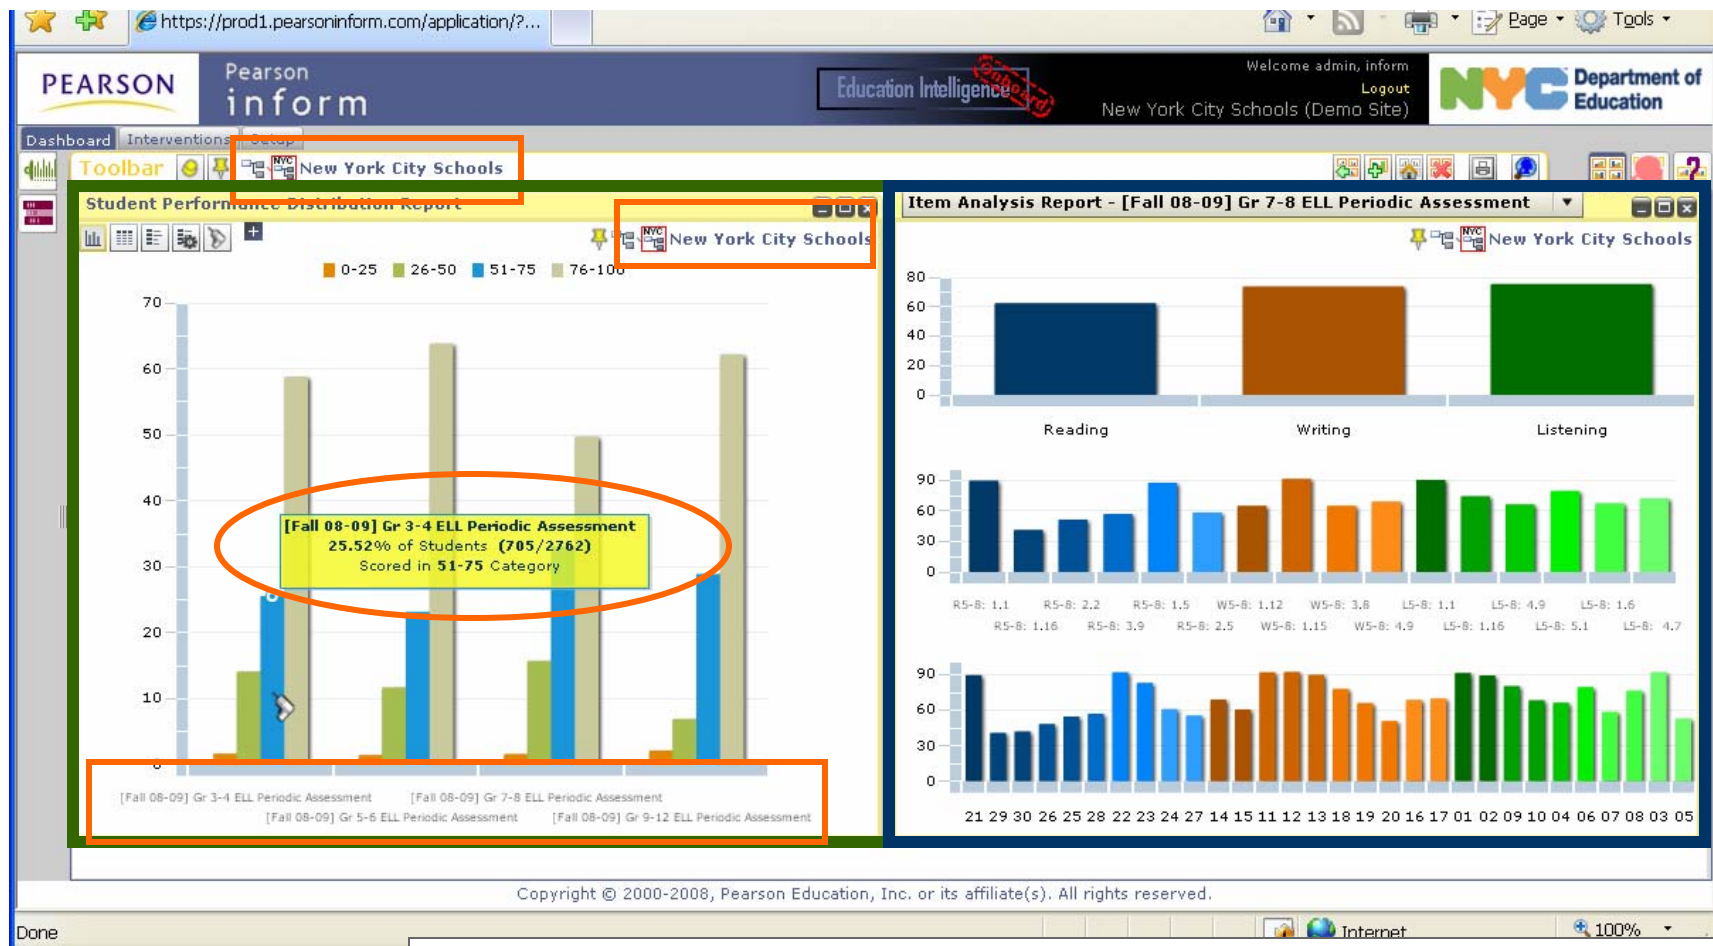 https://prod1.pearsoninform.com/application/?...
Page
Tools
PEARSON
Pearson
inform
Education Intelligence
Onboard
Welcome admin, inform
Logout
New York City Schools (Demo Site)
NYC
Department of
Education
Dashboard
Interventions
Setup
Toolbar
NYC
New York City Schools
Student Performance Distribution Report
NYC
New York City Schools
0-25
26-50
51-75
76-100
70
60
50
40
30
20
10
0
[Fall 08-09] Gr 3-4 ELL Periodic Assessment
25.52% of Students (705/2762)
Scored in 51-75 Category
[Fall 08-09] Gr 3-4 ELL Periodic Assessment
[Fall 08-09] Gr 7-8 ELL Periodic Assessment
[Fall 08-09] Gr 5-6 ELL Periodic Assessment
[Fall 08-09] Gr 9-12 ELL Periodic Assessment
Item Analysis Report - [Fall 08-09] Gr 7-8 ELL Periodic Assessment
NYC
New York City Schools
80
60
40
20
0
Reading
Writing
Listening
90
60
30
0
R5-8: 1.1
R5-8: 2.2
R5-8: 1.5
W5-8: 1.12
W5-8: 3.8
L5-8: 1.1
L5-8: 4.9
L5-8: 1.6
R5-8: 1.16
R5-8: 3.9
R5-8: 2.5
W5-8: 1.15
W5-8: 4.9
L5-8: 1.16
L5-8: 5.1
L5-8: 4.7
90
60
30
0
21 29 30 26 25 28 22 23 24 27 14 15 11 12 13 18 19 20 16 17 01 02 09 10 04 06 07 08 03 05
Copyright © 2000-2008, Pearson Education, Inc. or its affiliate(s). All rights reserved.
Done
Internet
100%